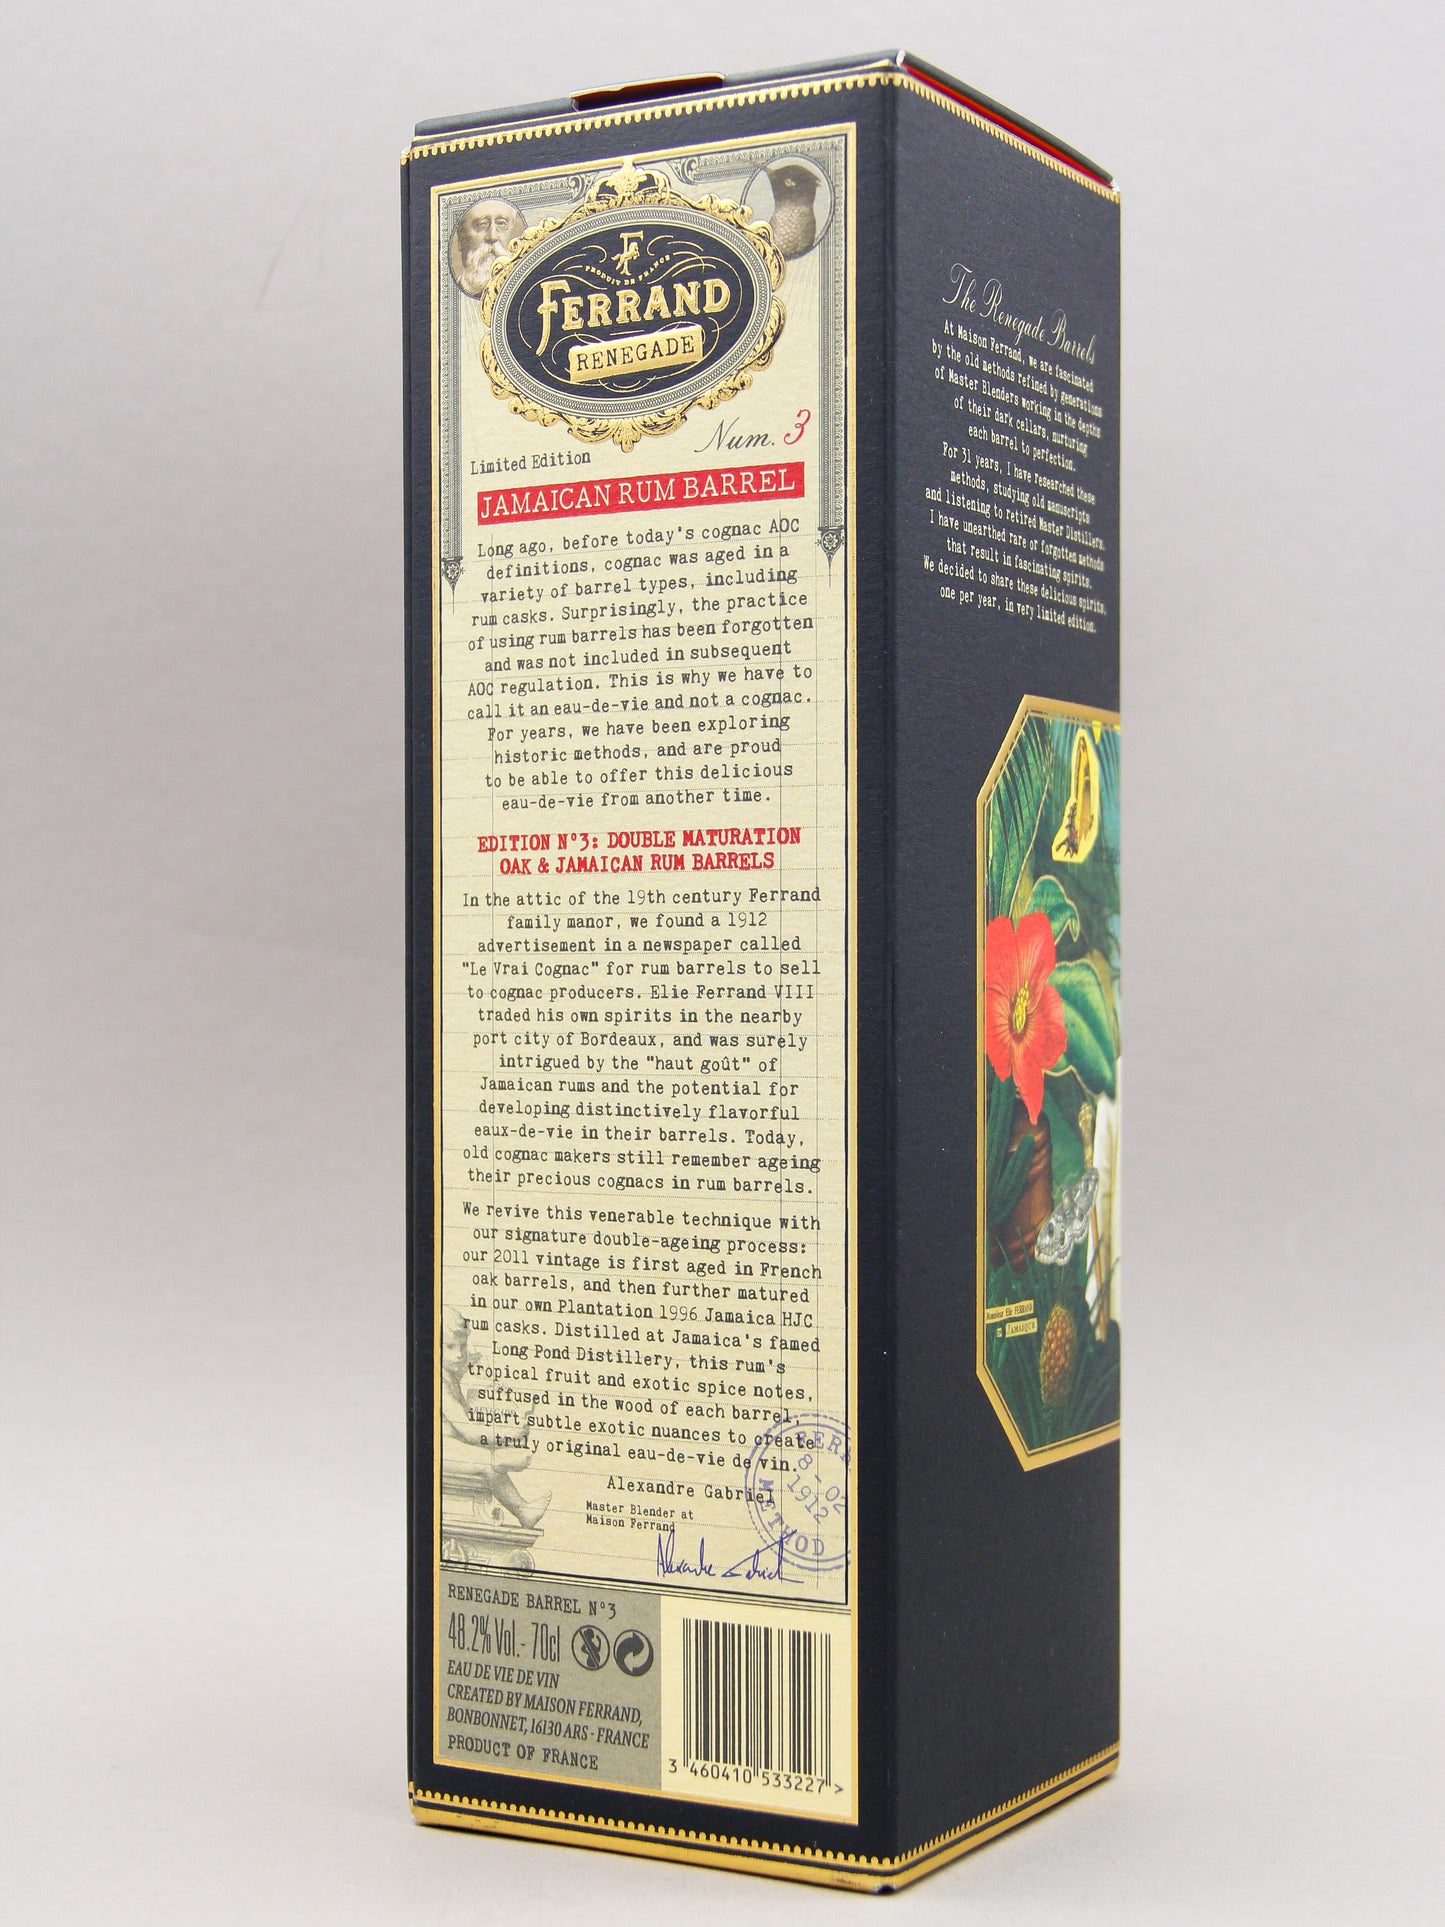 F
PRODUIT DE FRANCE
FERRAND
RENEGADE
Num. 3
Limited Edition
JAMAICAN RUM BARREL
Long ago, before today's cognac AOC
definitions, cognac was aged in a
variety of barrel types, including
rum casks. Surprisingly, the practice
of using rum barrels has been forgotten
and was not included in subsequent
AOC regulation. This is why we have to
call it an eau-de-vie and not a cognac.
For years, we have been exploring
historic methods, and are proud
to be able to offer this delicious
eau-de-vie from another time.
EDITION N°3: DOUBLE MATURATION
OAK & JAMAICAN RUM BARRELS
In the attic of the 19th century Ferrand
family manor, we found a 1912
advertisement in a newspaper called
"Le Vrai Cognac" for rum barrels to sell
to cognac producers. Elie Ferrand VIII
traded his own spirits in the nearby
port city of Bordeaux, and was surely
intrigued by the "haut goût" of
Jamaican rums and the potential for
developing distinctively flavorful
eaux-de-vie in their barrels. Today,
old cognac makers still remember ageing
their precious cognacs in rum barrels.
We revive this venerable technique with
our signature double-ageing process:
our 2011 vintage is first aged in French
oak barrels, and then further matured
in our own Plantation 1996 Jamaica HJC
rum casks. Distilled at Jamaica's famed
Long Pond Distillery, this rum's
tropical fruit and exotic spice notes,
suffused in the wood of each barrel,
impart subtle exotic nuances to create
a truly original eau-de-vie de vin.
Alexandre Gabriel
Master Blender at
Maison Ferrand
Alexandre Gabriel
8-02
1912
METHOD
RENEGADE BARREL N°3
48.2% Vol.- 70cl
EAU DE VIE DE VIN
CREATED BY MAISON FERRAND,
BONBONNET, 16130 ARS - FRANCE
PRODUCT OF FRANCE
3 460410 533227 >
The Renegade Barrels
At Maison Ferrand, we are fascinated
by the old methods refined by generations
of Master Blenders working in the depths
of their dark cellars, nurturing
each barrel to perfection.
For 31 years, I have researched these
methods, studying old manuscripts
and listening to retired Master Distillers.
I have unearthed rare or forgotten methods
that result in fascinating spirits.
We decided to share these delicious spirits,
one per year, in very limited edition.
Monsieur Elie FERRAND
JAMAIQUE